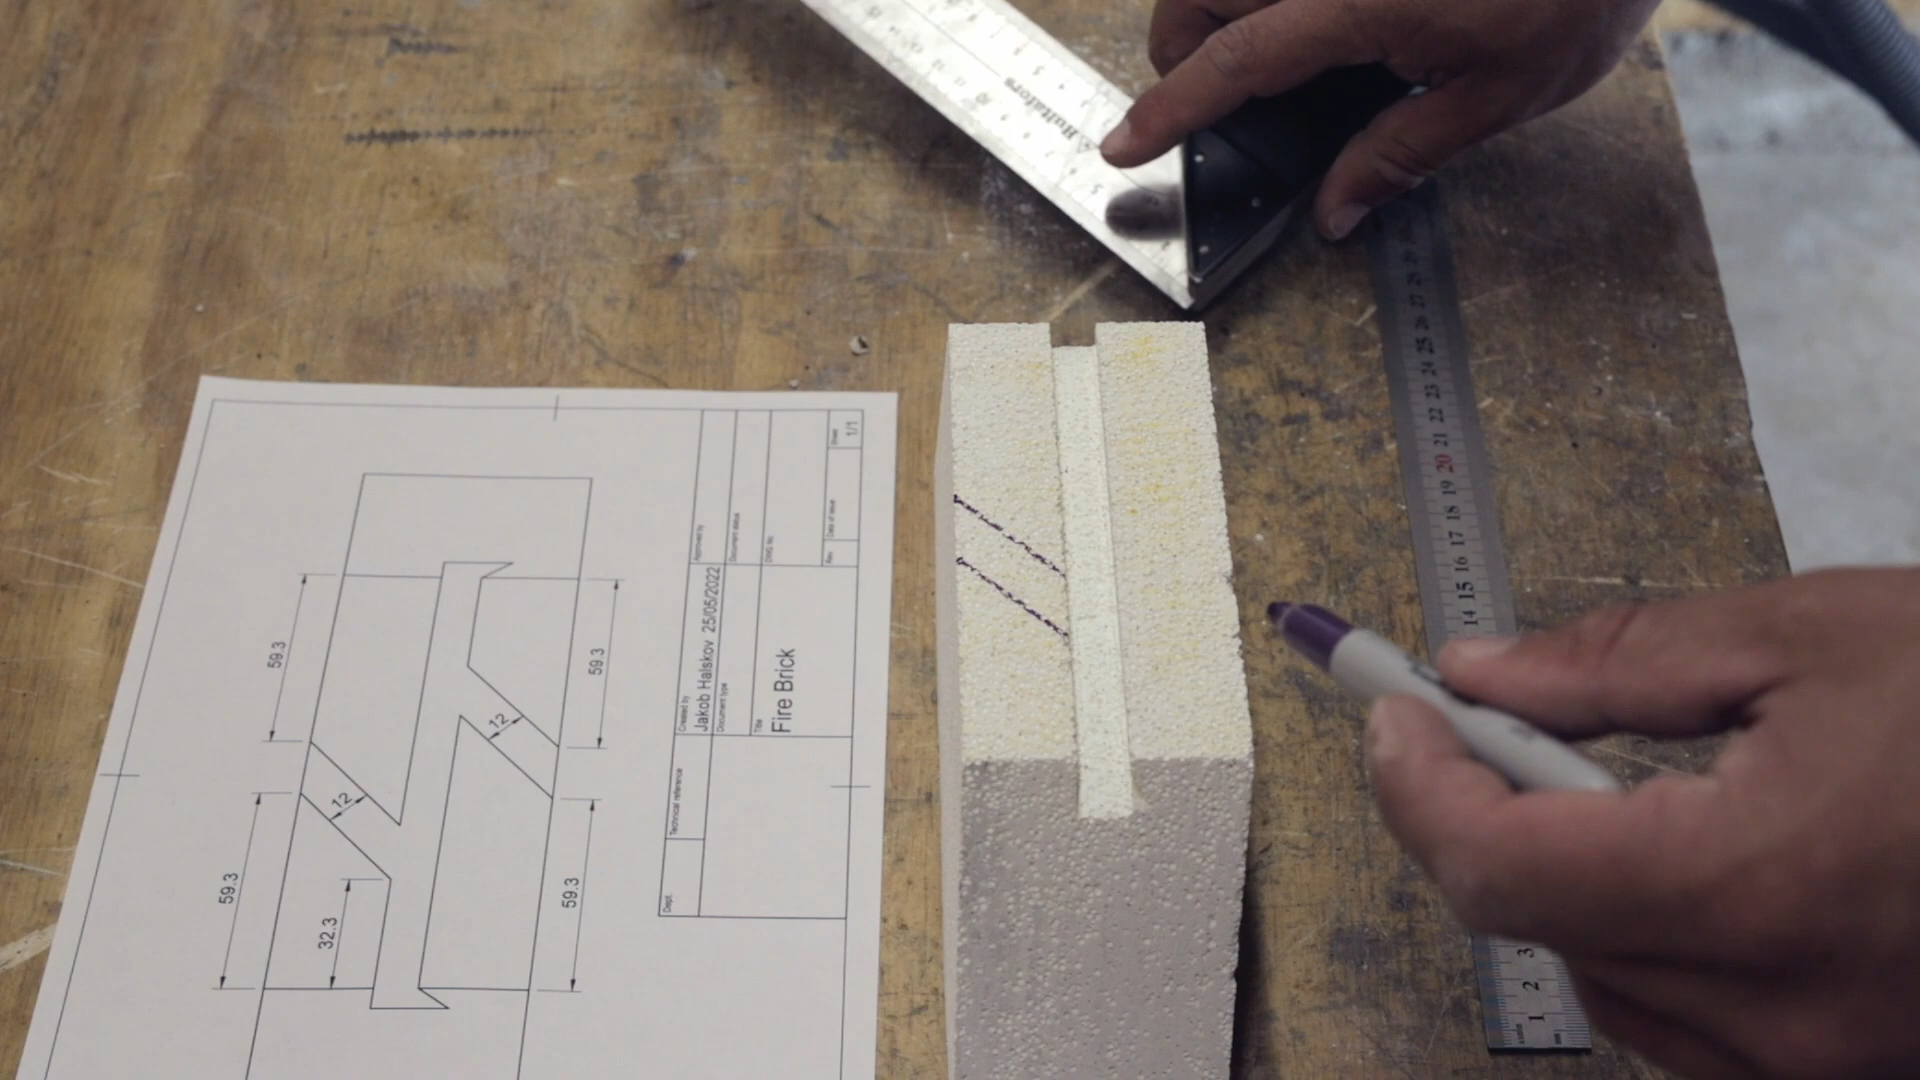 Hultafors
59.3
59.3
12
12
59.3
59.3
32.3
Created by
Jakob Halskov 25/05/2022
Approved by
Document type
Document status
Title
Fire Brick
DWG No.
Rev.
Date of issue
Sheet
1/1
Dept.
Technical reference
28
27
26
25
24
23
22
21
20
19
18
17
16
15
14
3
2
1